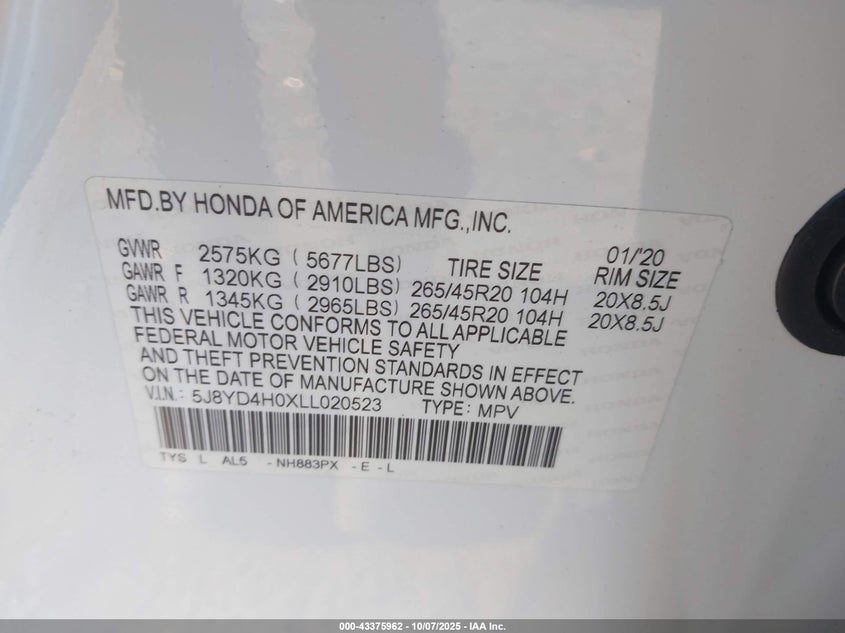 MFD.BY HONDA OF AMERICA MFG.,INC.
GVWR 2575KG ( 5677LBS) TIRE SIZE 01/'20 RIM SIZE
GAWR F 1320KG ( 2910LBS) 265/45R20 104H 20X8.5J
GAWR R 1345KG ( 2965LBS) 265/45R20 104H 20X8.5J
THIS VEHICLE CONFORMS TO ALL APPLICABLE
FEDERAL MOTOR VEHICLE SAFETY
AND THEFT PREVENTION STANDARDS IN EFFECT
ON THE DATE OF MANUFACTURE SHOWN ABOVE.
V.I.N.: 5J8YD4H0XLL020523 TYPE: MPV
TYS L AL5 - NH883PX - E - L
000-43375962 - 10/07/2025 - IAA Inc.